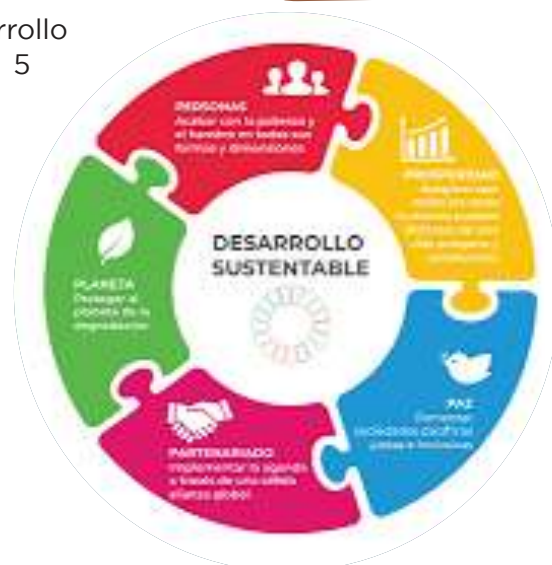 rrollo
5
PERSONAS
Acabar con la pobreza y
el hambre en todas sus
formas y dimensiones
PROSPERIDAD
DESARROLLO
SUSTENTABLE
PLANETA
Proteger al
planeta de la
degradación
PAZ
Fomentar
sociedades pacíficas
justas e inclusivas
PARTENARIADO
Implementar la agenda
a través de una sólida
alianza global